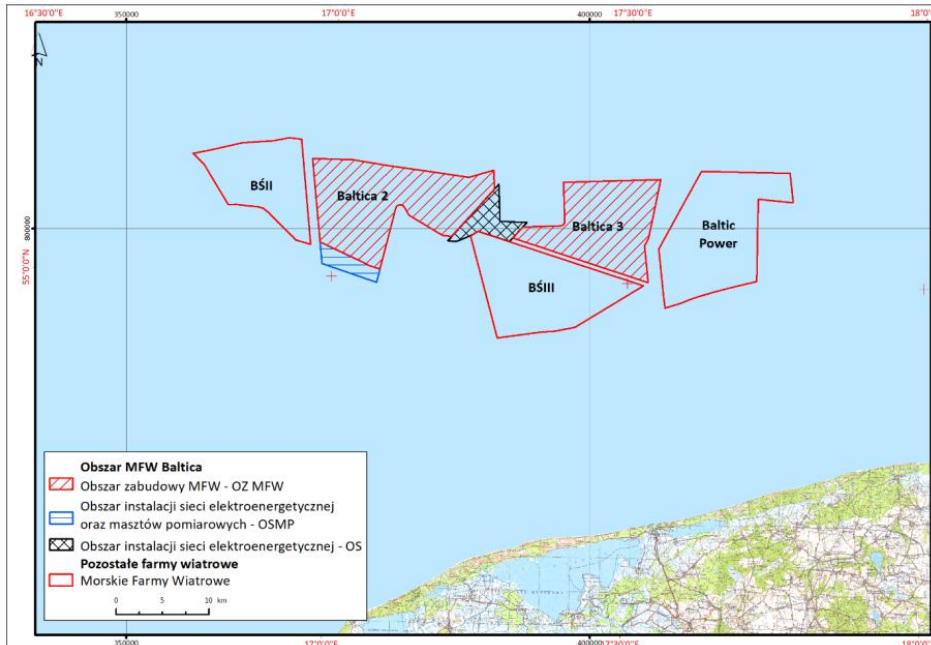 16°30'0"E
350000
17°0'0"E
400000
17°30'0"E
18°0'
N
BŚII
Baltica 2
Baltica 3
Baltic
Power
BŚIII
800000
800000
55°0'0"N
Obszar MFW Baltica
Obszar zabudowy MFW - OZ MFW
Obszar instalacji sieci elektroenergetycznej
oraz masztów pomiarowych - OSMP
Obszar instalacji sieci elektroenergetycznej - OS
Pozostałe farmy wiatrowe
Morskie Farmy Wiatrowe
0 5 10 km
350000
17°0'0"E
400000
17°30'0"E
18°0'0